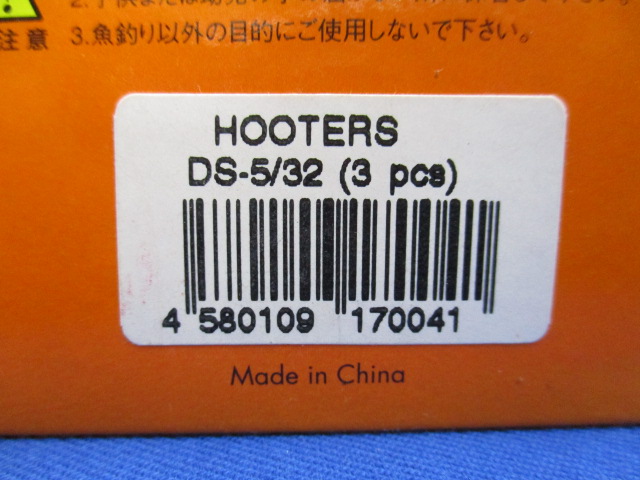 注意
3.魚釣り以外の目的にご使用しないで下さい。
HOOTERS
DS-5/32 (3 pcs)
4 580109 170041
Made in China